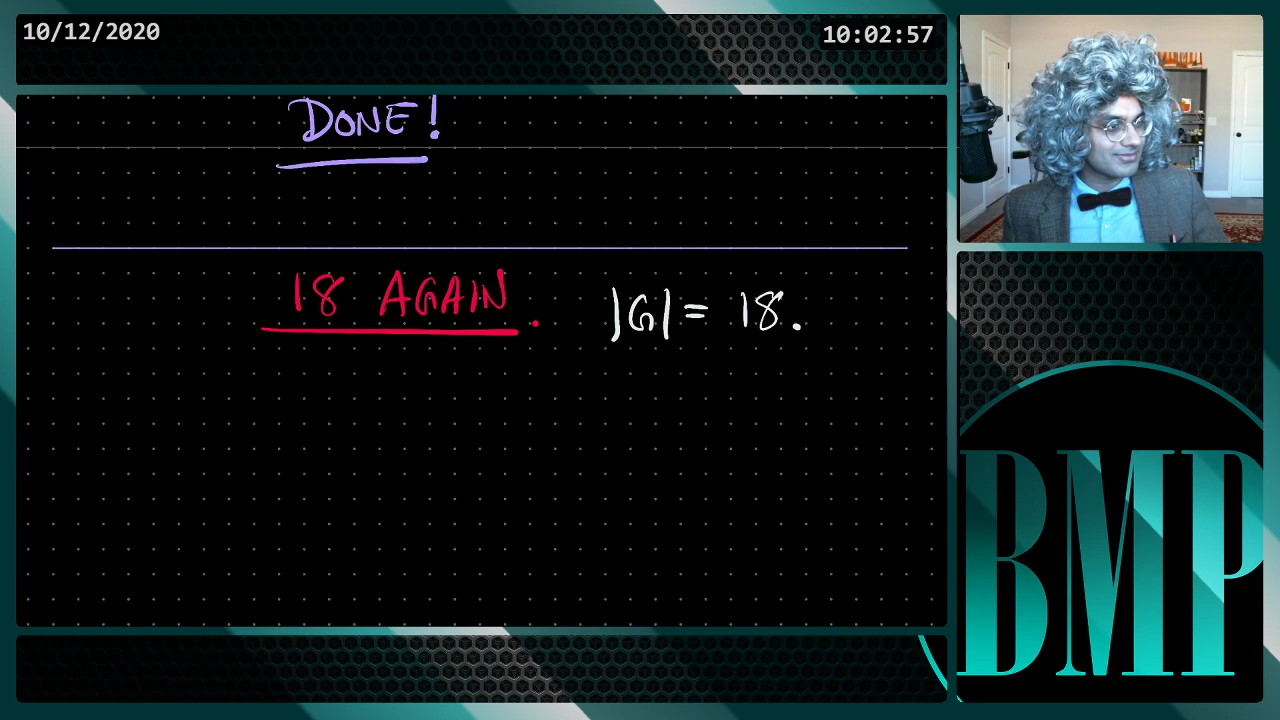 10/12/2020
10:02:57
DONE!
18 AGAIN. |G| = 18.
BMP